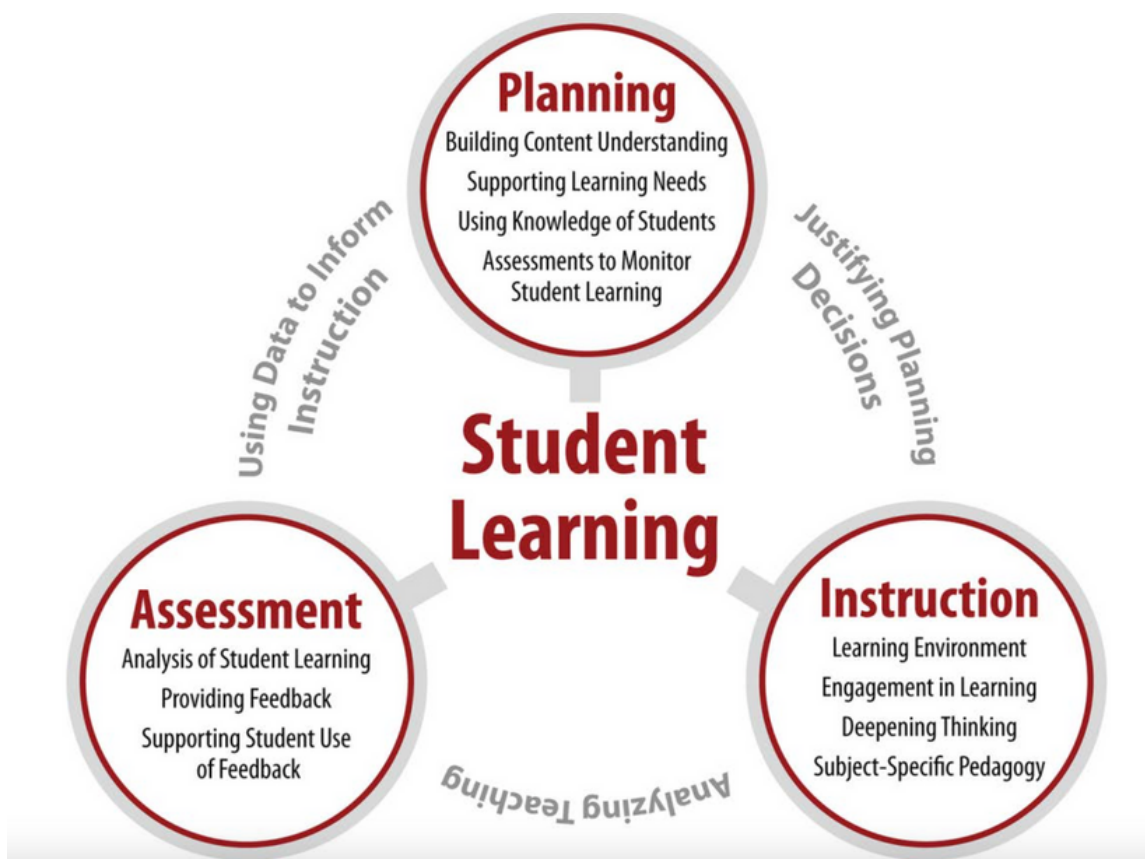 Planning
Building Content Understanding
Supporting Learning Needs
Using Knowledge of Students
Assessments to Monitor
Student Learning
Using Data to Inform
Instruction
Justifying Planning
Decisions
Student
Learning
Assessment
Analysis of Student Learning
Providing Feedback
Supporting Student Use
of Feedback
Instruction
Learning Environment
Engagement in Learning
Deepening Thinking
Subject-Specific Pedagogy
Analyzing Teaching